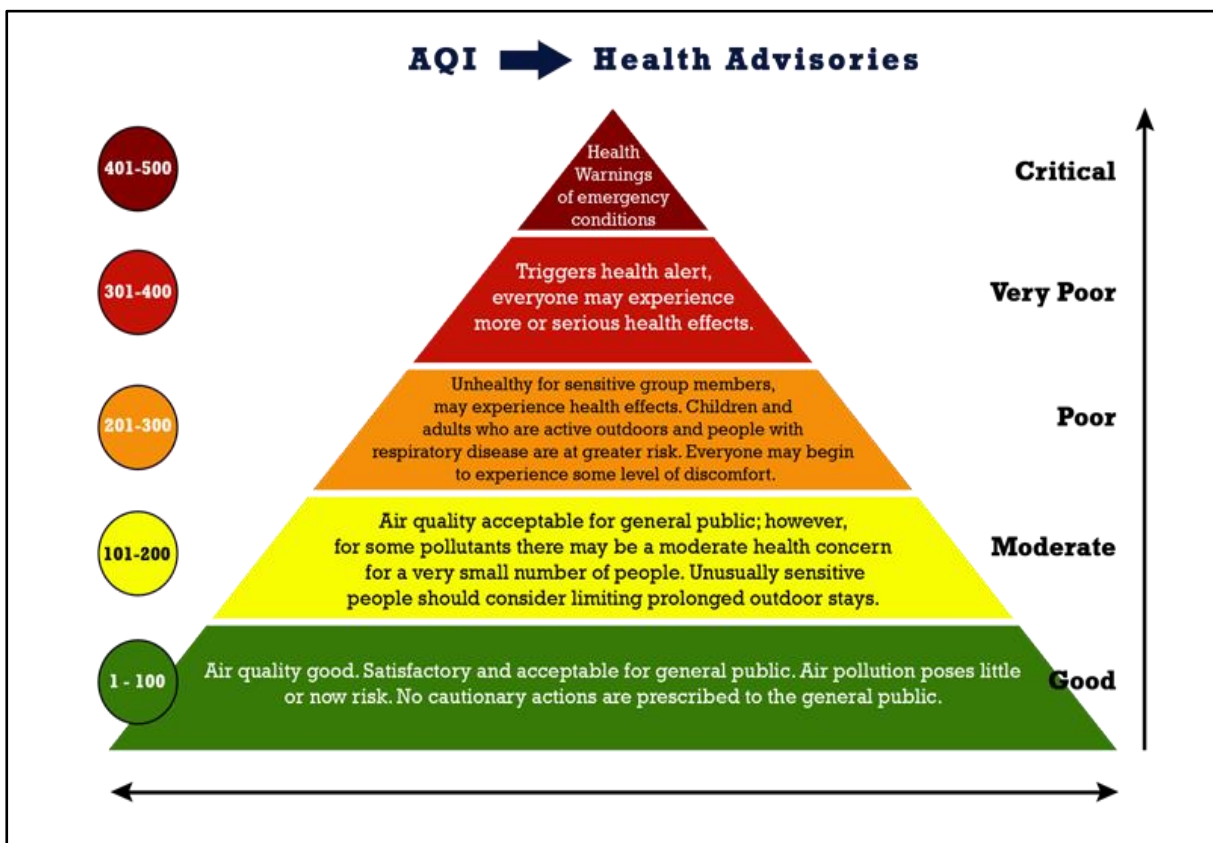 AQI Health Advisories
401-500
Health
Warnings
of emergency
conditions
Critical
301-400
Triggers health alert,
everyone may experience
more or serious health effects.
Very Poor
201-300
Unhealthy for sensitive group members,
may experience health effects. Children and
adults who are active outdoors and people with
respiratory disease are at greater risk. Everyone may begin
to experience some level of discomfort.
Poor
101-200
Air quality acceptable for general public; however,
for some pollutants there may be a moderate health concern
for a very small number of people. Unusually sensitive
people should consider limiting prolonged outdoor stays.
Moderate
1 - 100
Air quality good. Satisfactory and acceptable for general public. Air pollution poses little
or now risk. No cautionary actions are prescribed to the general public.
Good